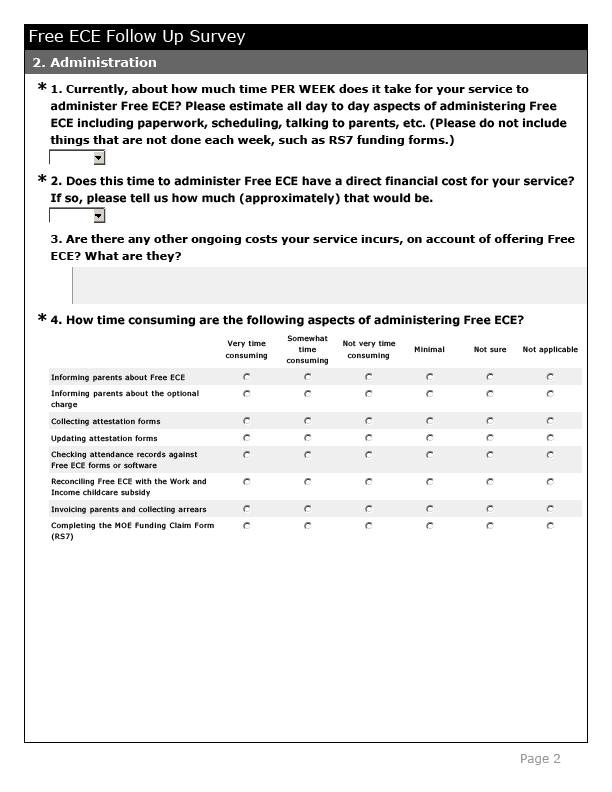 Free ECE Follow Up Survey
2. Administration
* 1. Currently, about how much time PER WEEK does it take for your service to
administer Free ECE? Please estimate all day to day aspects of administering Free
ECE including paperwork, scheduling, talking to parents, etc. (Please do not include
things that are not done each week, such as RS7 funding forms.)
* 2. Does this time to administer Free ECE have a direct financial cost for your service?
If so, please tell us how much (approximately) that would be.
3. Are there any other ongoing costs your service incurs, on account of offering Free
ECE? What are they?
* 4. How time consuming are the following aspects of administering Free ECE?
Very time
consuming
Somewhat
time
consuming
Not very time
consuming
Minimal
Not sure
Not applicable
Informing parents about Free ECE
Informing parents about the optional
charge
Collecting attestation forms
Updating attestation forms
Checking attendance records against
Free ECE forms or software
Reconciling Free ECE with the Work and
Income childcare subsidy
Invoicing parents and collecting arrears
Completing the MOE Funding Claim Form
(RS7)
Page 2